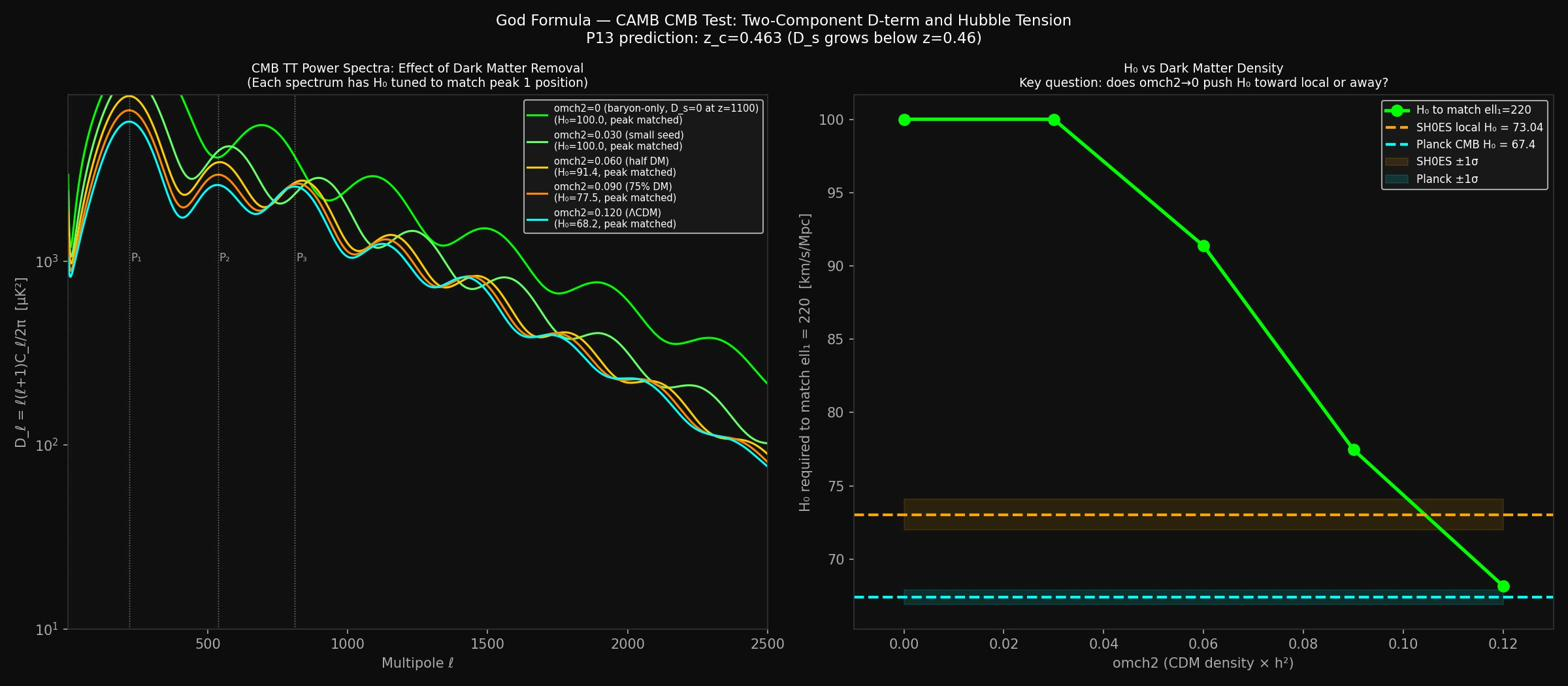 God Formula — CAMB CMB Test: Two-Component D-term and Hubble Tension
P13 prediction: z_c=0.463 (D_s grows below z=0.46)
CMB TT Power Spectra: Effect of Dark Matter Removal
(Each spectrum has H₀ tuned to match peak 1 position)
omch2=0 (baryon-only, D_s=0 at z=1100)
(H₀=100.0, peak matched)
omch2=0.030 (small seed)
(H₀=100.0, peak matched)
omch2=0.060 (half DM)
(H₀=91.4, peak matched)
omch2=0.090 (75% DM)
(H₀=77.5, peak matched)
omch2=0.120 (ΛCDM)
(H₀=68.2, peak matched)
P₁
P₂
P₃
D_ℓ = ℓ(ℓ+1)C_ℓ/2π [μK²]
10³
10²
10¹
500
1000
1500
2000
2500
Multipole ℓ
H₀ vs Dark Matter Density
Key question: does omch2→0 push H₀ toward local or away?
H₀ to match ell₁=220
SH0ES local H₀ = 73.04
Planck CMB H₀ = 67.4
SH0ES ±1σ
Planck ±1σ
H₀ required to match ell₁ = 220 [km/s/Mpc]
100
95
90
85
80
75
70
0.00
0.02
0.04
0.06
0.08
0.10
0.12
omch2 (CDM density × h²)